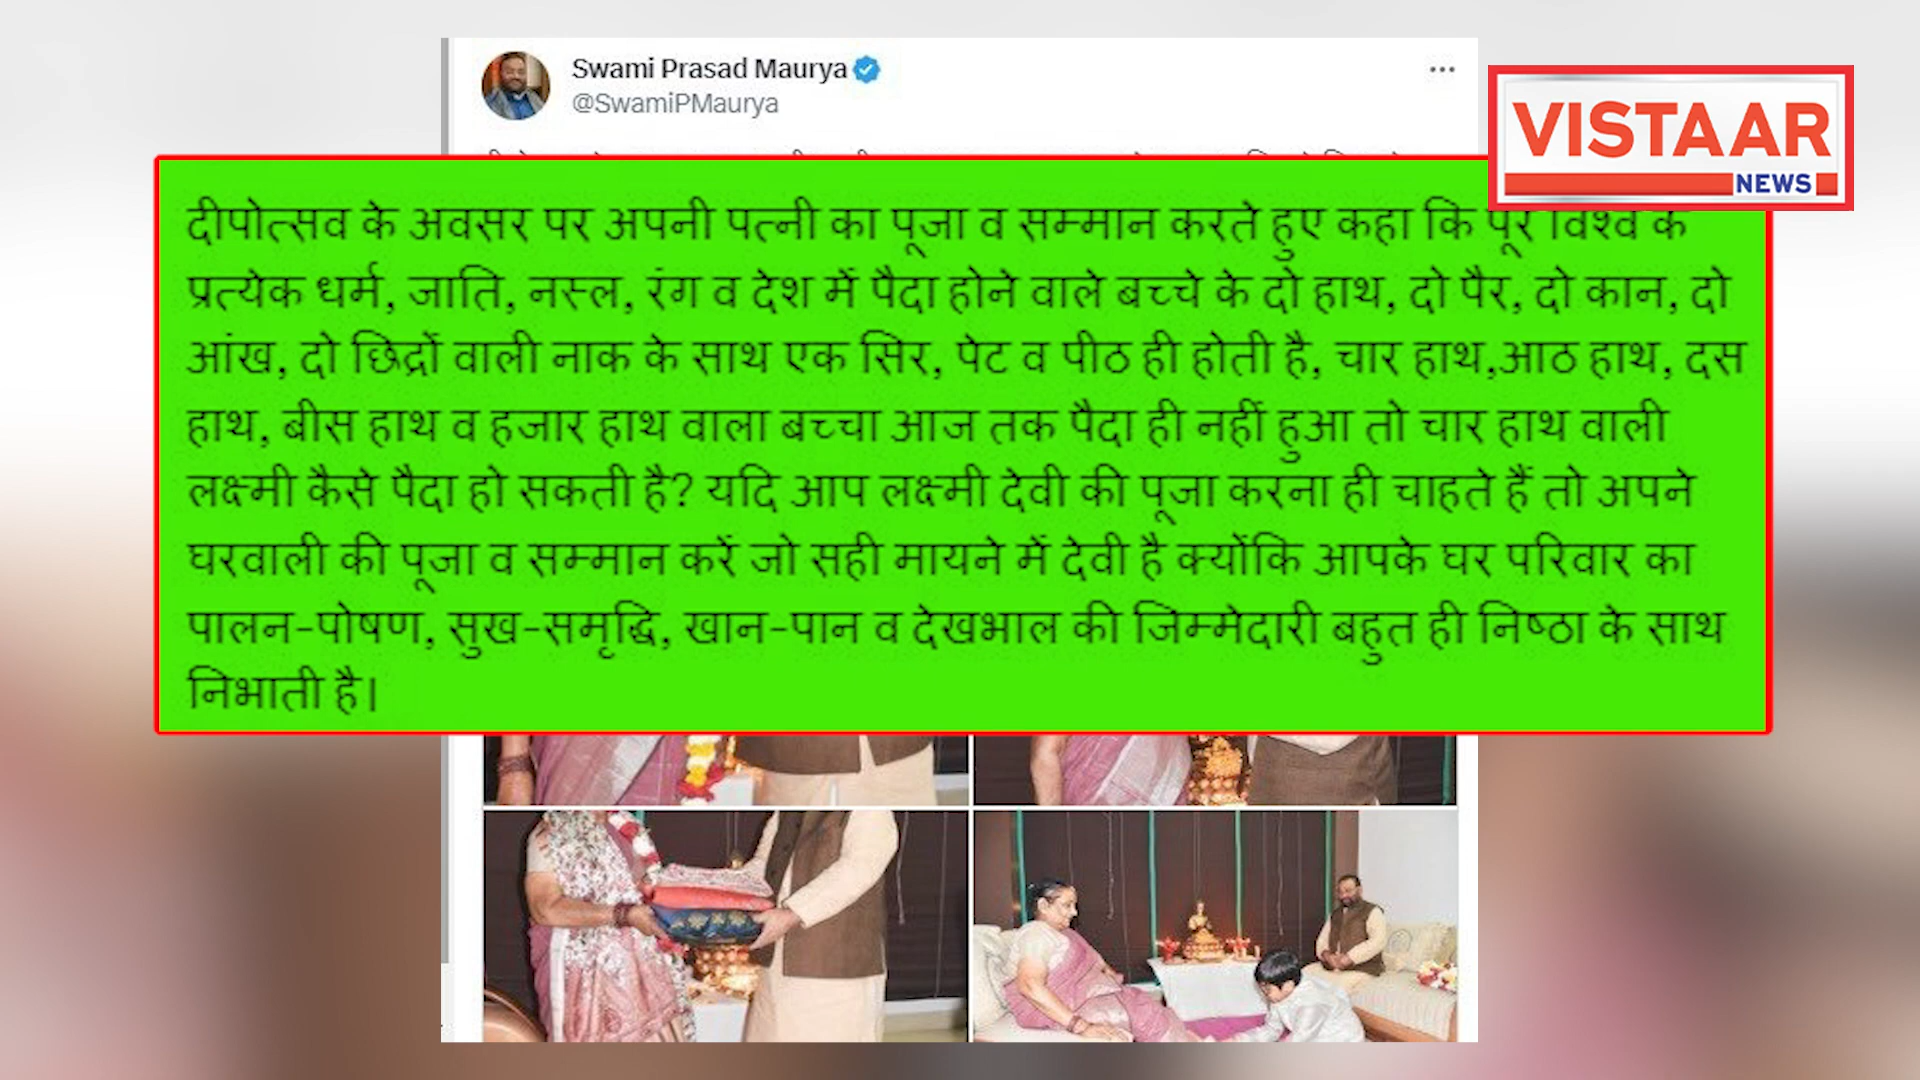 Swami Prasad Maurya
@SwamiPMaurya
VISTAAR
NEWS
दीपोत्सव के अवसर पर अपनी पत्नी का पूजा व सम्मान करते हुए कहा कि पूरे विश्व के
प्रत्येक धर्म, जाति, नस्ल, रंग व देश में पैदा होने वाले बच्चे के दो हाथ, दो पैर, दो कान, दो
आंख, दो छिद्रों वाली नाक के साथ एक सिर, पेट व पीठ ही होती है, चार हाथ,आठ हाथ, दस
हाथ, बीस हाथ व हजार हाथ वाला बच्चा आज तक पैदा ही नहीं हुआ तो चार हाथ वाली
लक्ष्मी कैसे पैदा हो सकती है? यदि आप लक्ष्मी देवी की पूजा करना ही चाहते हैं तो अपने
घरवाली की पूजा व सम्मान करें जो सही मायने में देवी है क्योंकि आपके घर परिवार का
पालन-पोषण, सुख-समृद्धि, खान-पान व देखभाल की जिम्मेदारी बहुत ही निष्ठा के साथ
निभाती है।